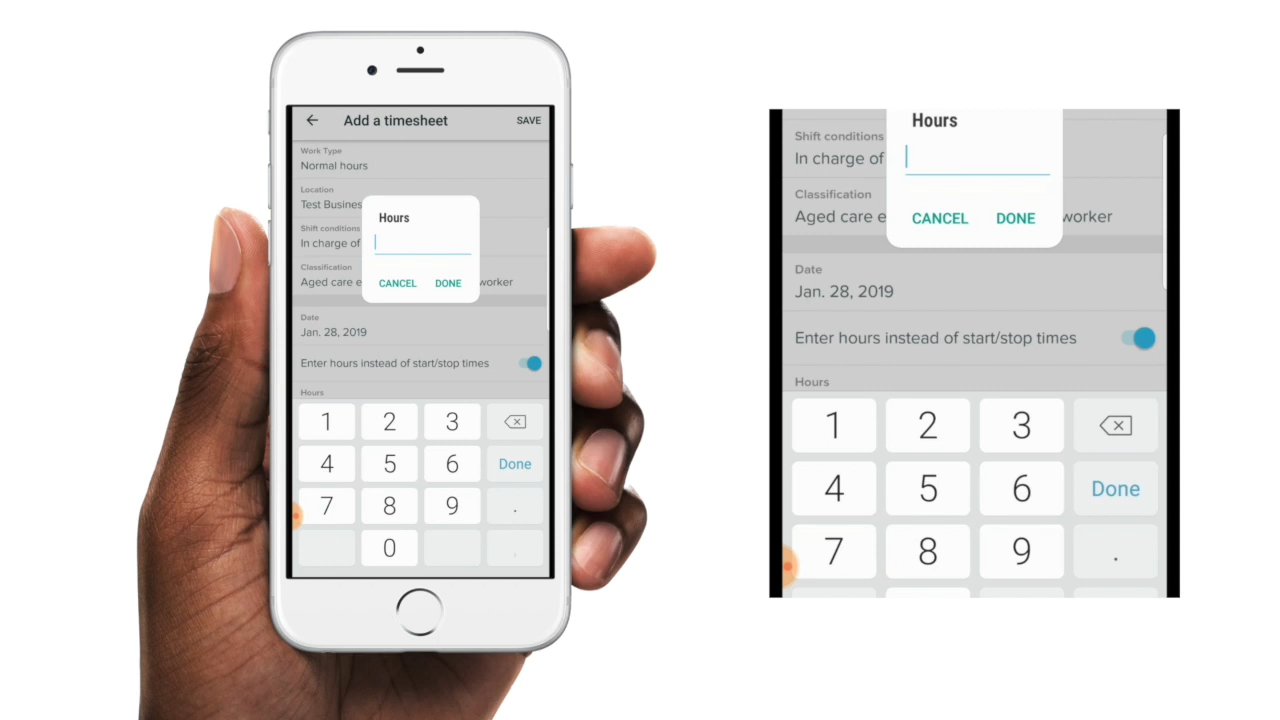 Add a timesheet SAVE
Work Type
Normal hours
Location
Test Busines
Shift conditions
In charge of
Classification
Aged care e worker
Hours
CANCEL DONE
Date
Jan. 28, 2019
Enter hours instead of start/stop times
Hours
1 2 3
4 5 6 Done
7 8 9 .
0 ,
Hours
Shift conditions
In charge of
Classification
Aged care e worker
CANCEL DONE
Date
Jan. 28, 2019
Enter hours instead of start/stop times
Hours
1 2 3
4 5 6 Done
7 8 9 .